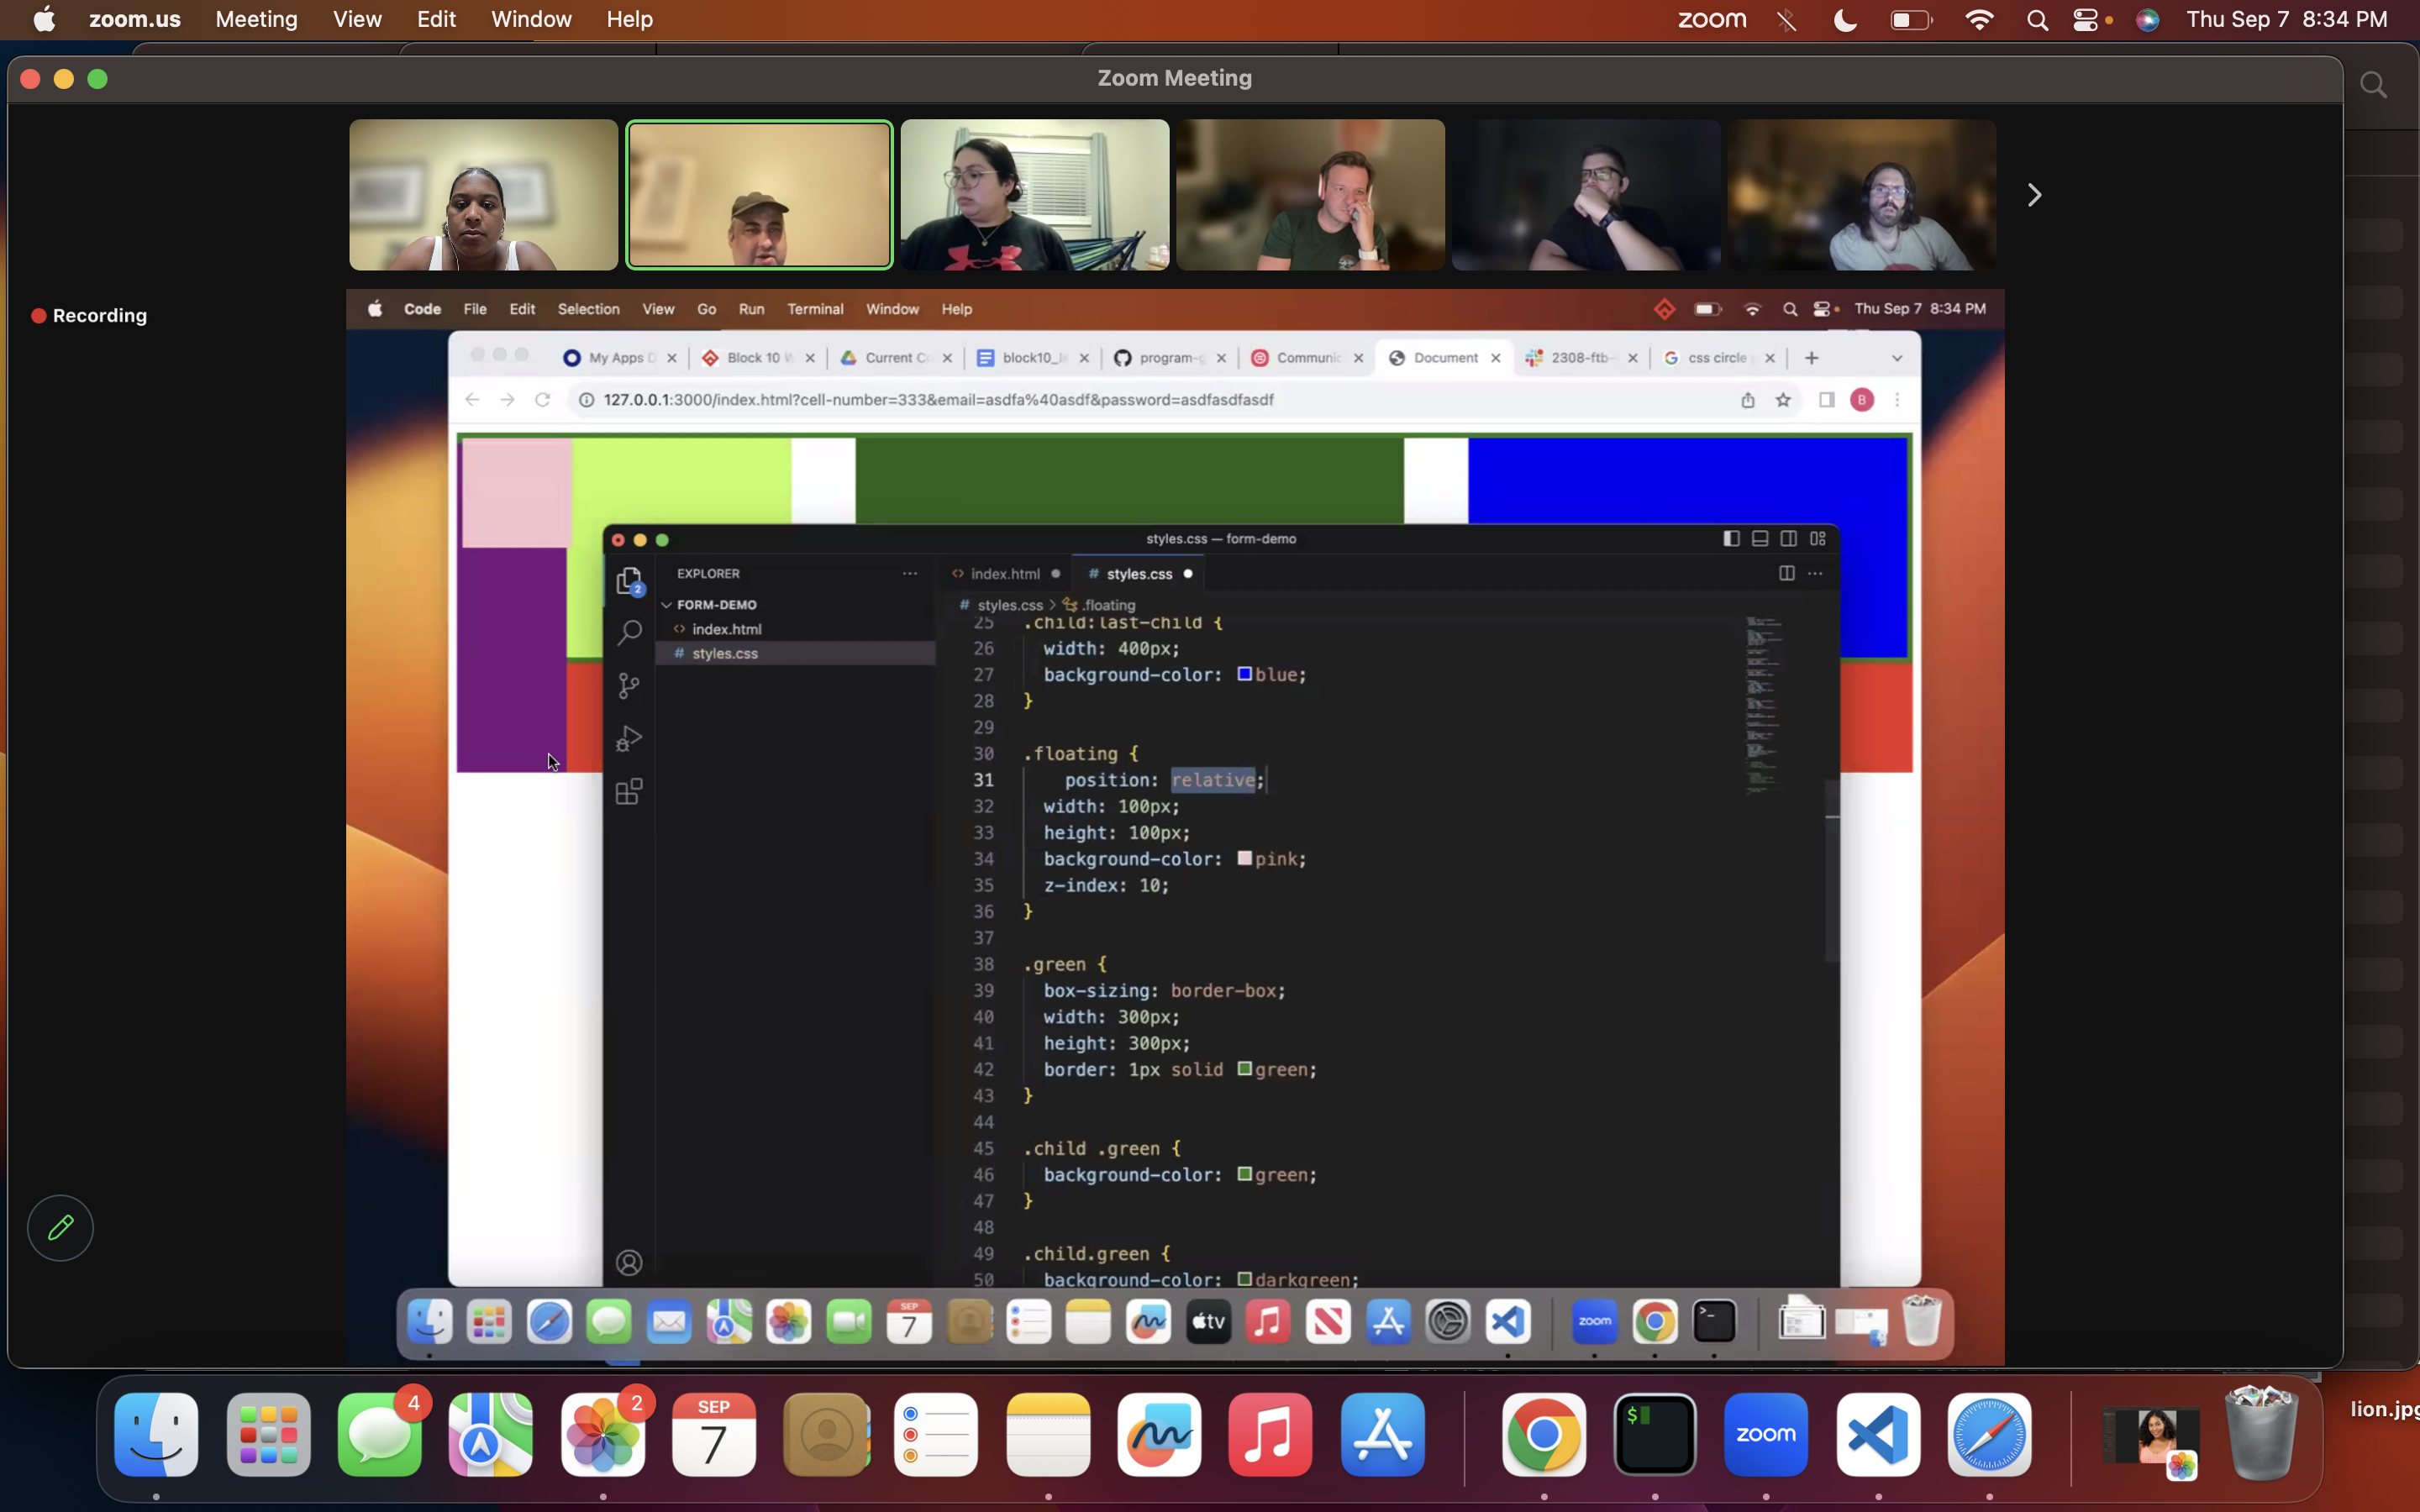 zoom.us Meeting View Edit Window Help
zoom Thu Sep 7 8:34 PM
Zoom Meeting
Recording
Code File Edit Selection View Go Run Terminal Window Help
Thu Sep 7 8:34 PM
My Apps Block 10 Current block10_ program- Communic Document 2308-ftb- css circle
127.0.0.1:3000/index.html?cell-number=333&email=asdfa%40asdf&password=asdfasdfasdf
B
styles.css — form-demo
EXPLORER
index.html
# styles.css
2
FORM-DEMO
# styles.css > .floating
index.html
# styles.css
25 .child:last-child {
26 width: 400px;
27 background-color: blue;
28 }
29
30 .floating {
31 position: relative;
32 width: 100px;
33 height: 100px;
34 background-color: pink;
35 z-index: 10;
36 }
37
38 .green {
39 box-sizing: border-box;
40 width: 300px;
41 height: 300px;
42 border: 1px solid green;
43 }
44
45 .child .green {
46 background-color: green;
47 }
48
49 .child.green {
50 background-color: darkgreen;
SEP
7
tv
zoom
4
2
SEP
7
$
zoom
lion.jpg